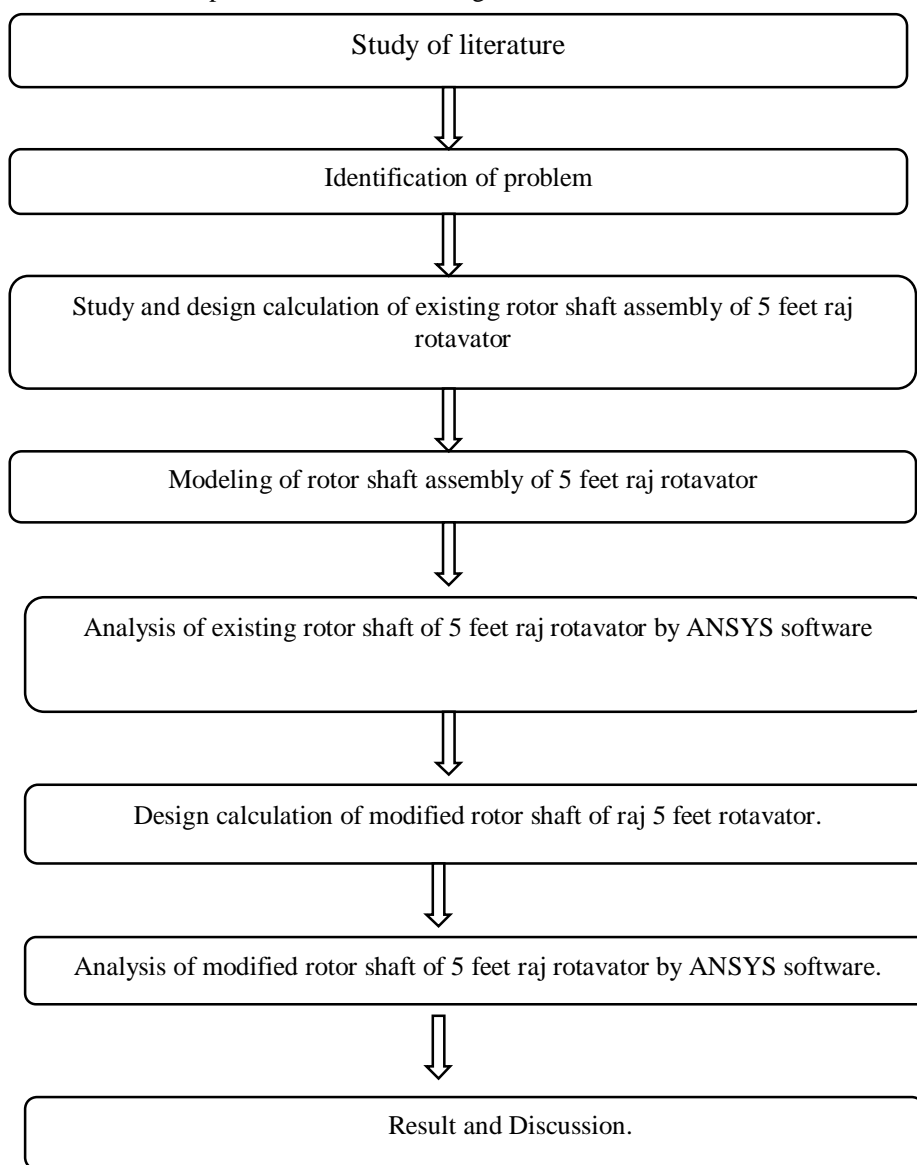 Study of literature
Identification of problem
Study and design calculation of existing rotor shaft assembly of 5 feet raj
rotavator
Modeling of rotor shaft assembly of 5 feet raj rotavator
Analysis of existing rotor shaft of 5 feet raj rotavator by ANSYS software
Design calculation of modified rotor shaft of raj 5 feet rotavator.
Analysis of modified rotor shaft of 5 feet raj rotavator by ANSYS software.
Result and Discussion.